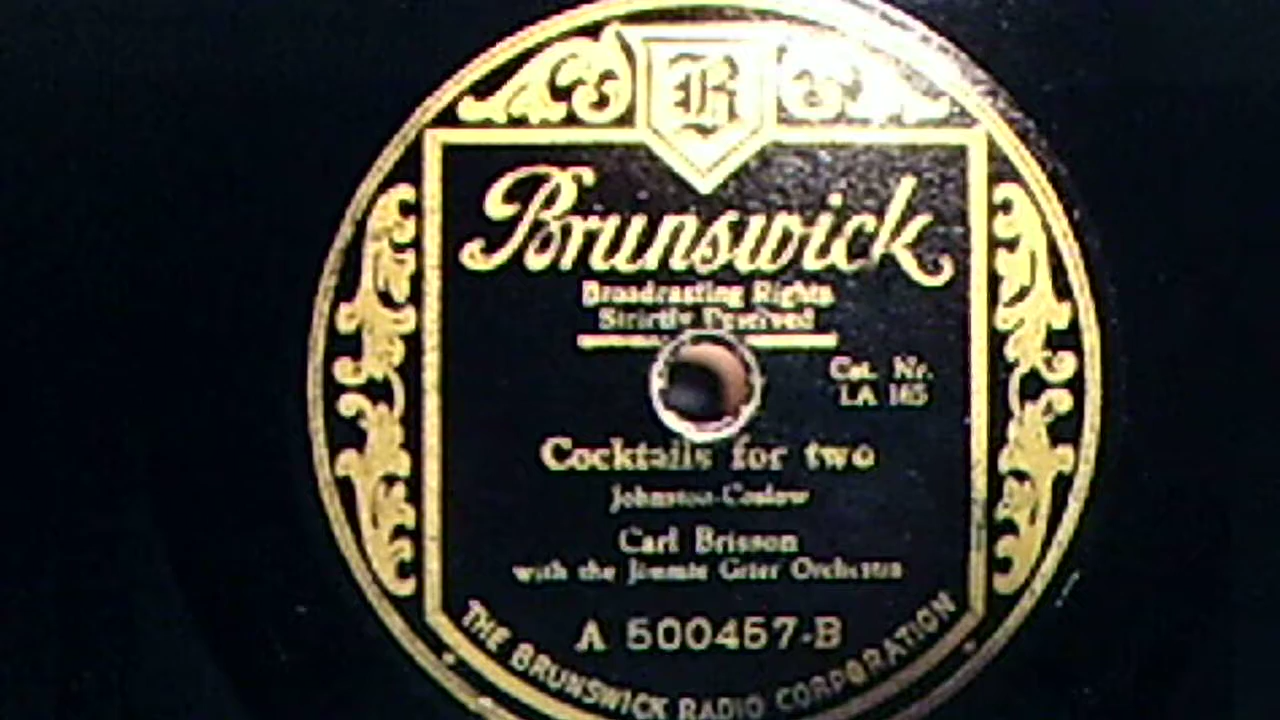 B
Brunswick
Broadcasting Rights
Strictly Reserved
Cat. Nr.
LA 165
Cocktails for two
Johnston-Coslow
Carl Brisson
with the Jimmie Grier Orchestra
A 500457-B
THE BRUNSWICK RADIO CORPORATION